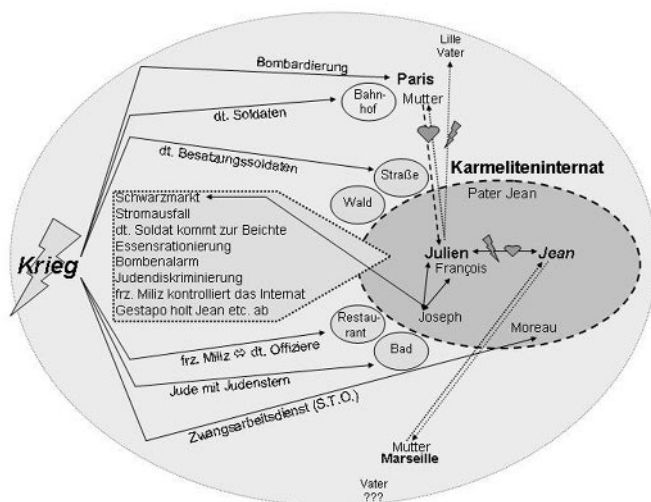 Lille
Vater
Bombardierung
Paris
Mutter
Bahn-
hof
dt. Soldaten
dt. Besatzungssoldaten
Straße
Wald
Karmeliteninternat
Pater Jean
Schwarzmarkt
Stromausfall
dt. Soldat kommt zur Beichte
Essensrationierung
Bombenalarm
Judendiskriminierung
frz. Miliz kontrolliert das Internat
Gestapo holt Jean etc. ab
Krieg
Julien
François
Jean
Joseph
Moreau
Restau-
rant
Bad
frz. Miliz ⇔ dt. Offiziere
Jude mit Judenstern
Zwangsarbeitsdienst (S.T.O.)
Mutter
Marseille
Vater
???